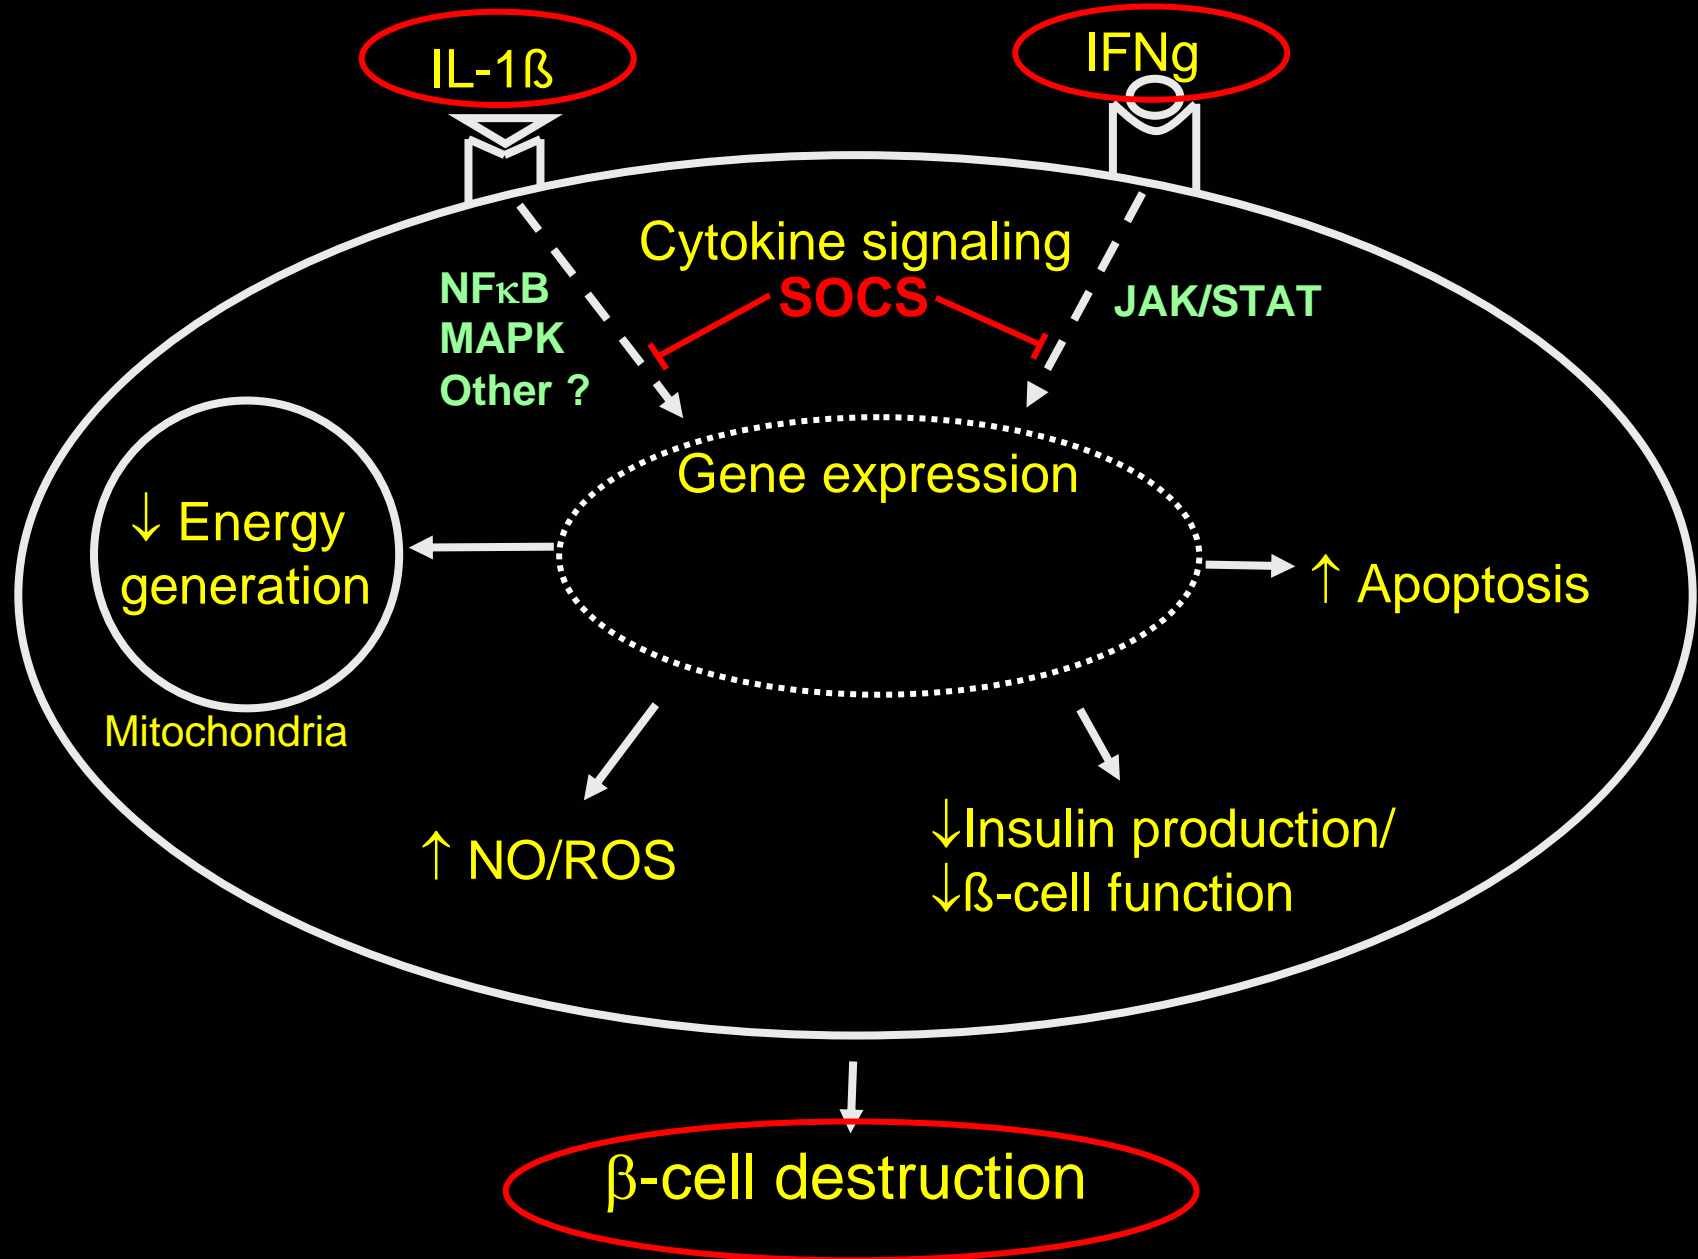 IL-1ß
IFNg
Cytokine signaling
SOCS
NFκB
MAPK
Other ?
JAK/STAT
Gene expression
↓ Energy
generation
Mitochondria
↑ Apoptosis
↑ NO/ROS
↓Insulin production/
↓ß-cell function
β-cell destruction